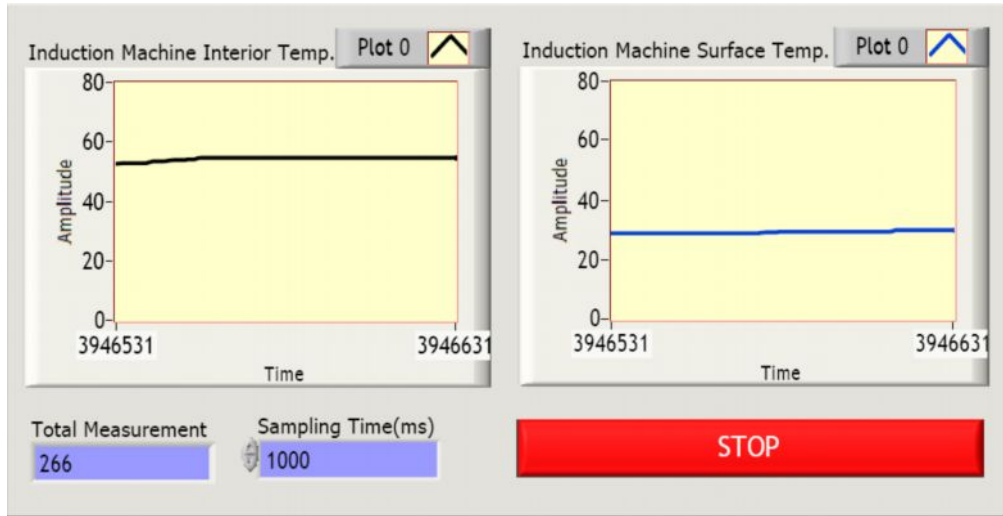 Induction Machine Interior Temp.
Plot 0
80
60
40
20
0
Amplitude
3946531
3946631
Time
Induction Machine Surface Temp.
Plot 0
80
60
40
20
0
Amplitude
3946531
3946631
Time
Total Measurement
266
Sampling Time(ms)
1000
STOP